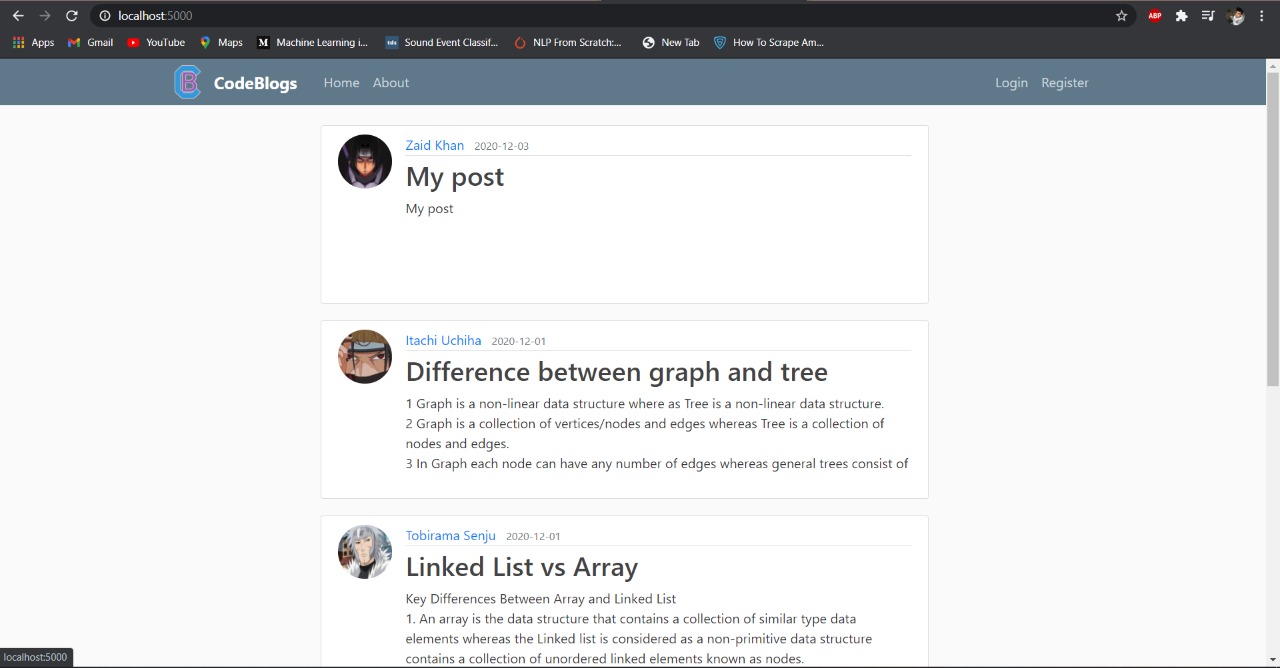 localhost:5000
ABP
Apps Gmail YouTube Maps M Machine Learning i... tds Sound Event Classif... NLP From Scratch:... New Tab How To Scrape Am...
CodeBlogs Home About Login Register
Zaid Khan 2020-12-03
My post
My post
Itachi Uchiha 2020-12-01
Difference between graph and tree
1 Graph is a non-linear data structure where as Tree is a non-linear data structure.
2 Graph is a collection of vertices/nodes and edges whereas Tree is a collection of
nodes and edges.
3 In Graph each node can have any number of edges whereas general trees consist of
Tobirama Senju 2020-12-01
Linked List vs Array
Key Differences Between Array and Linked List
1. An array is the data structure that contains a collection of similar type data
elements whereas the Linked list is considered as a non-primitive data structure
contains a collection of unordered linked elements known as nodes.
localhost:5000